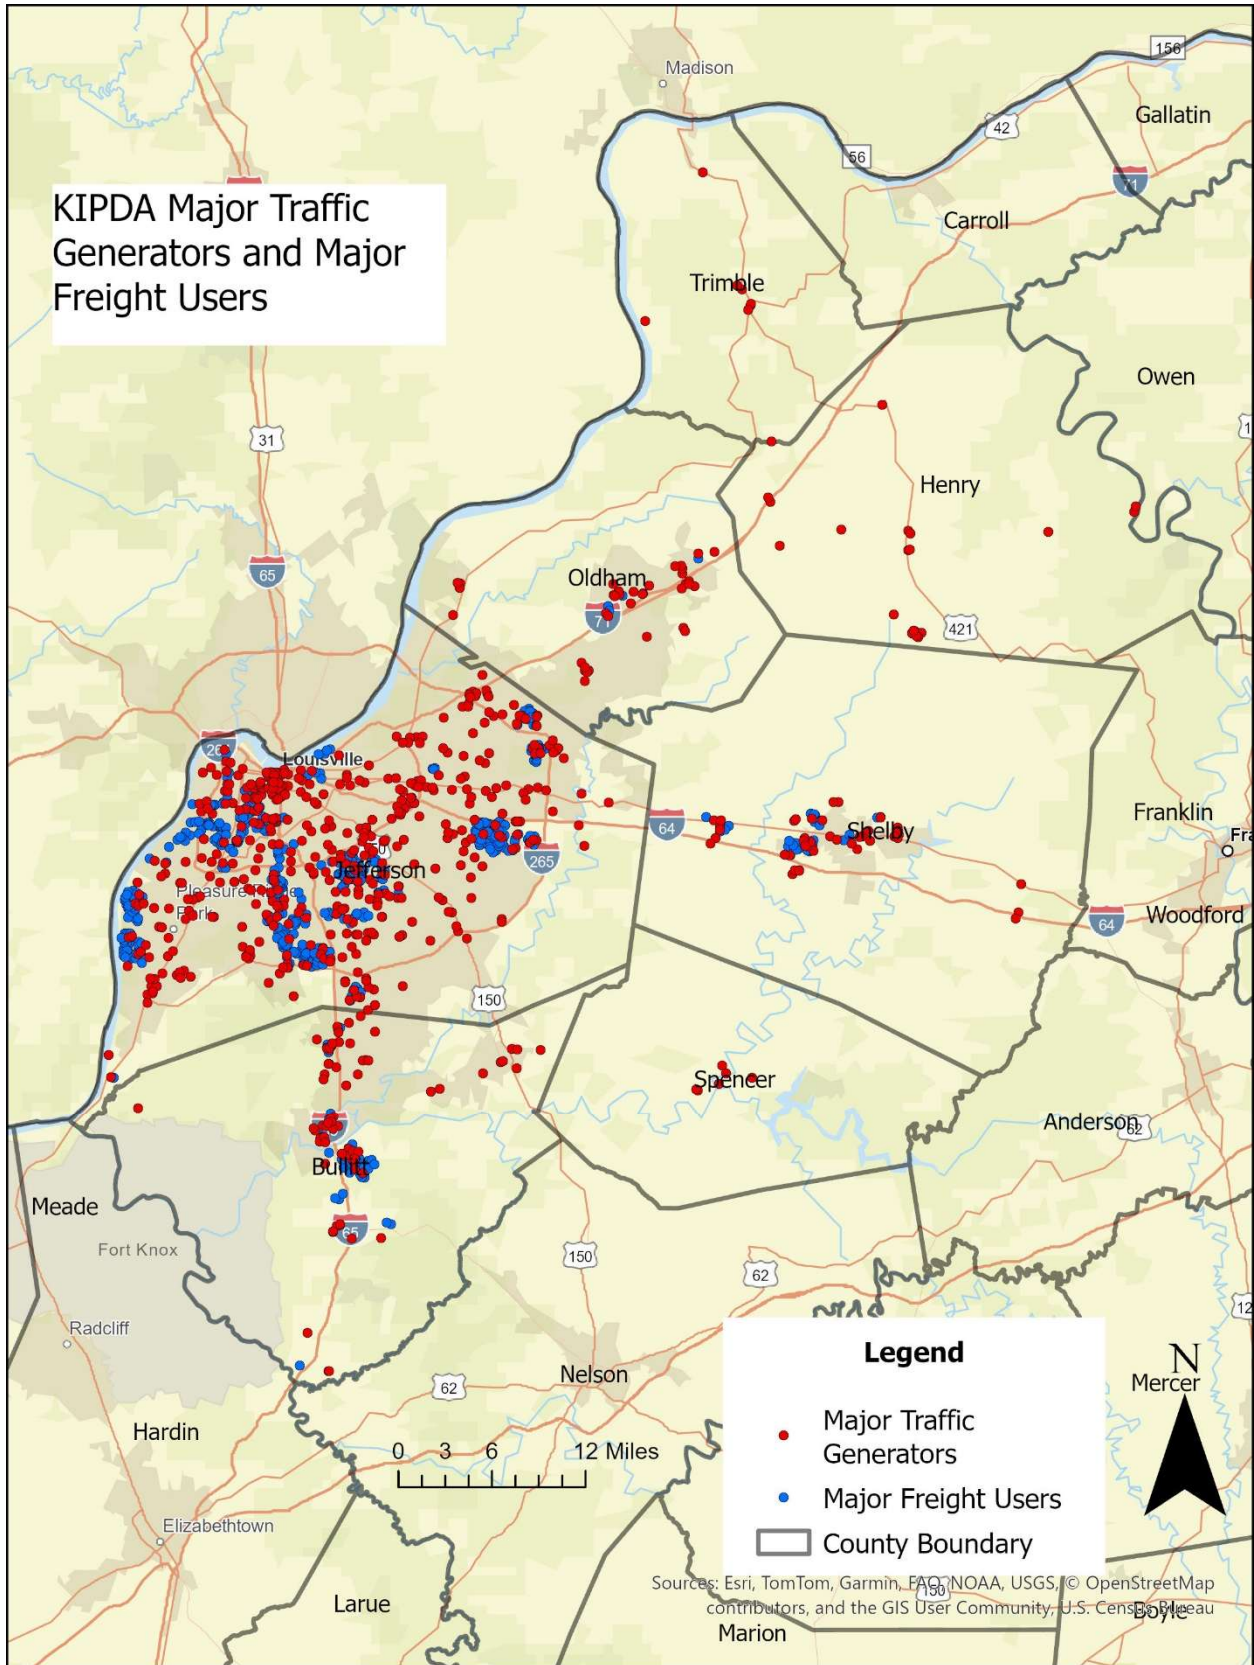 Madison
156
Gallatin
42
56
71
KIPDA Major Traffic
Generators and Major
Freight Users
Carroll
Trimble
Owen
31
Henry
65
Oldham
71
421
Louisville
Franklin
64
Shelby
265
Jefferson
64
Woodford
150
Spencer
Anderson
62
Bullitt
Meade
65
Fort Knox
150
62
Radcliff
Legend
N
Mercer
Nelson
62
Major Traffic
Generators
Hardin
0 3 6 12 Miles
Major Freight Users
Elizabethtown
County Boundary
Sources: Esri, TomTom, Garmin, FAO, NOAA, USGS, © OpenStreetMap
contributors, and the GIS User Community, U.S. Census Bureau
150
Larue
Boyle
Marion